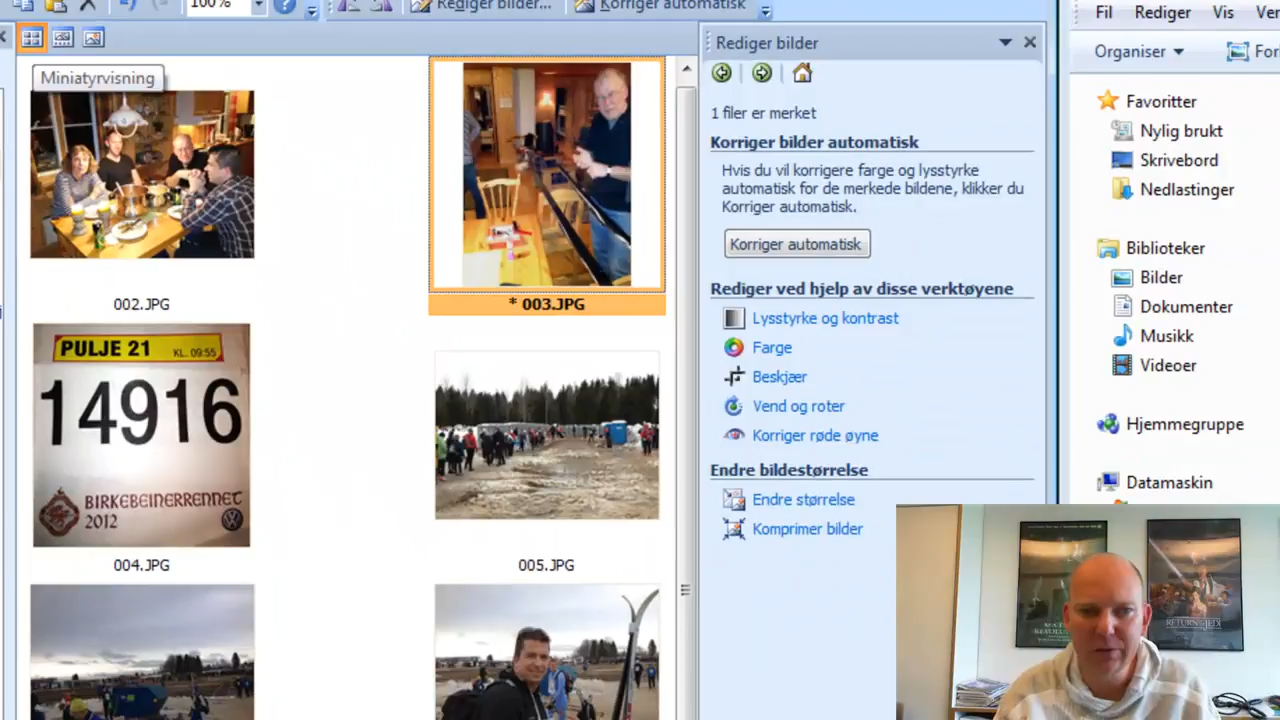 100%
Rediger bilder...
Korriger automatisk
Fil Rediger Vis
Organiser
Miniatyrvisning
Rediger bilder
1 filer er merket
Korriger bilder automatisk
Hvis du vil korrigere farge og lysstyrke
automatisk for de merkede bildene, klikker du
Korriger automatisk.
Korriger automatisk
Rediger ved hjelp av disse verktøyene
Lysstyrke og kontrast
Farge
Beskjær
Vend og roter
Korriger røde øyne
Endre bildestørrelse
Endre størrelse
Komprimer bilder
002.JPG
* 003.JPG
PULJE 21 KL. 09:55
14916
BIRKEBEINERRENNET
2012
004.JPG
005.JPG
Favoritter
Nylig brukt
Skrivebord
Nedlastinger
Biblioteker
Bilder
Dokumenter
Musikk
Videoer
Hjemmegruppe
Datamaskin
RETURN OF THE JEDI